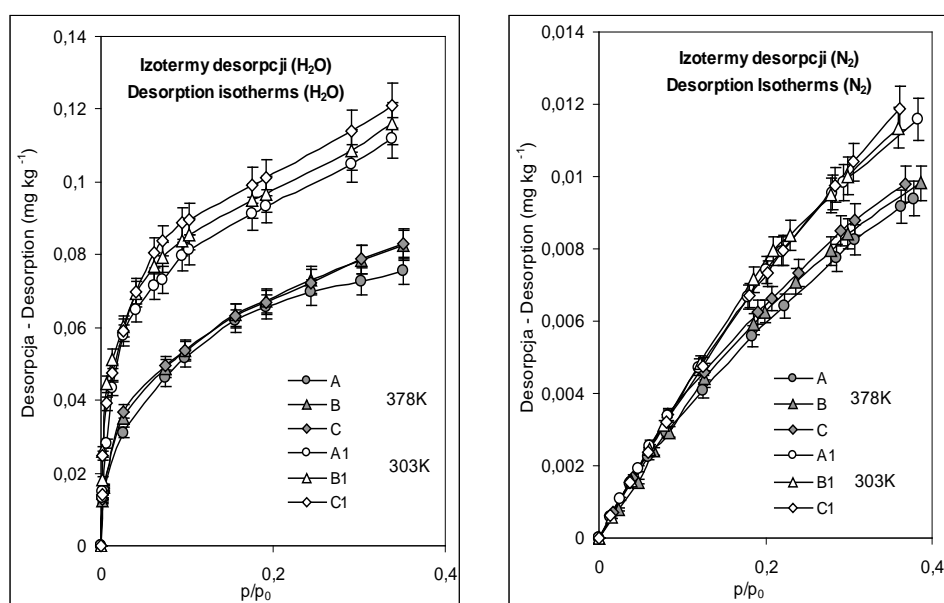 Izotermy desorpcji (H₂O)
Desorption isotherms (H₂O)
Desorpcja - Desorption (mg kg ⁻¹)
0,14
0,12
0,1
0,08
0,06
0,04
0,02
0
0
0,2
0,4
p/p₀
A
B
C
A1
B1
C1
378K
303K
Izotermy desorpcji (N₂)
Desorption Isotherms (N₂)
Desorpcja - Desorption (mg kg ⁻¹)
0,014
0,012
0,01
0,008
0,006
0,004
0,002
0
0
0,2
0,4
p/p₀
A
B
C
A1
B1
C1
378K
303K